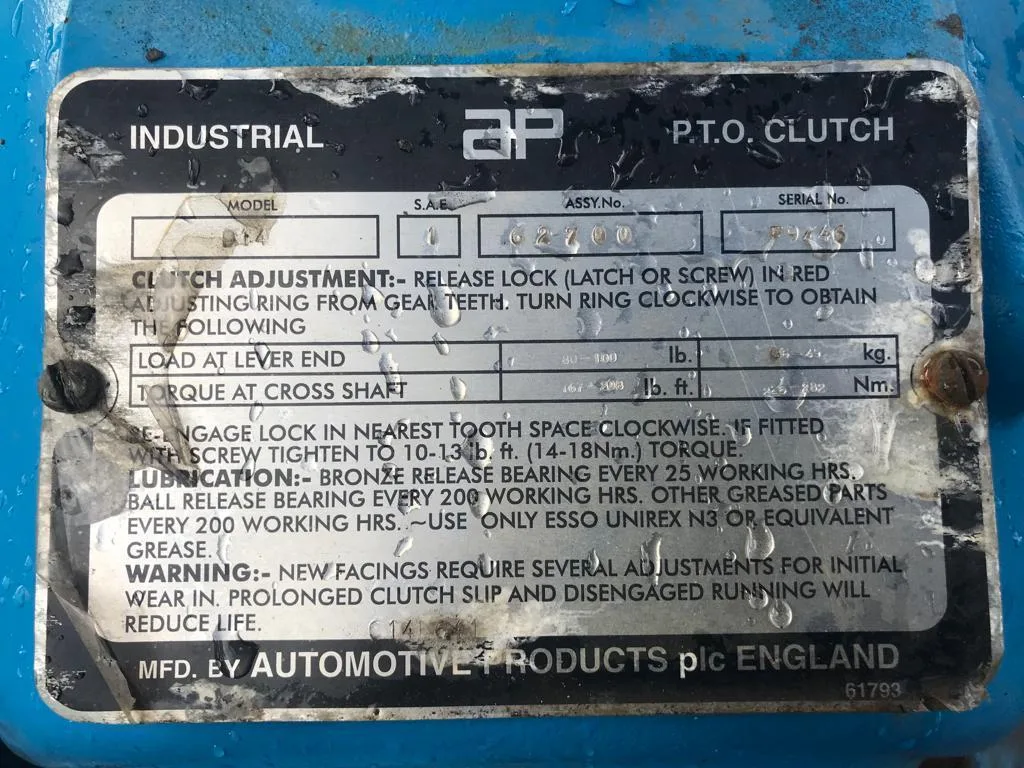 INDUSTRIAL ap P.T.O. CLUTCH
MODEL S.A.E. ASSY.No. SERIAL No.
D14 1 62700
CLUTCH ADJUSTMENT:- RELEASE LOCK (LATCH OR SCREW) IN RED
ADJUSTING RING FROM GEAR TEETH. TURN RING CLOCKWISE TO OBTAIN
THE FOLLOWING
LOAD AT LEVER END 80-100 lb. kg.
TORQUE AT CROSS SHAFT lb. ft. Nm.
RE-ENGAGE LOCK IN NEAREST TOOTH SPACE CLOCKWISE. IF FITTED
WITH SCREW TIGHTEN TO 10-13 lb. ft. (14-18Nm.) TORQUE.
LUBRICATION:- BRONZE RELEASE BEARING EVERY 25 WORKING HRS.
BALL RELEASE BEARING EVERY 200 WORKING HRS. OTHER GREASED PARTS
EVERY 200 WORKING HRS. ~USE ONLY ESSO UNIREX N3 OR EQUIVALENT
GREASE.
WARNING:- NEW FACINGS REQUIRE SEVERAL ADJUSTMENTS FOR INITIAL
WEAR IN. PROLONGED CLUTCH SLIP AND DISENGAGED RUNNING WILL
REDUCE LIFE.
MFD. BY AUTOMOTIVE PRODUCTS plc ENGLAND
61793